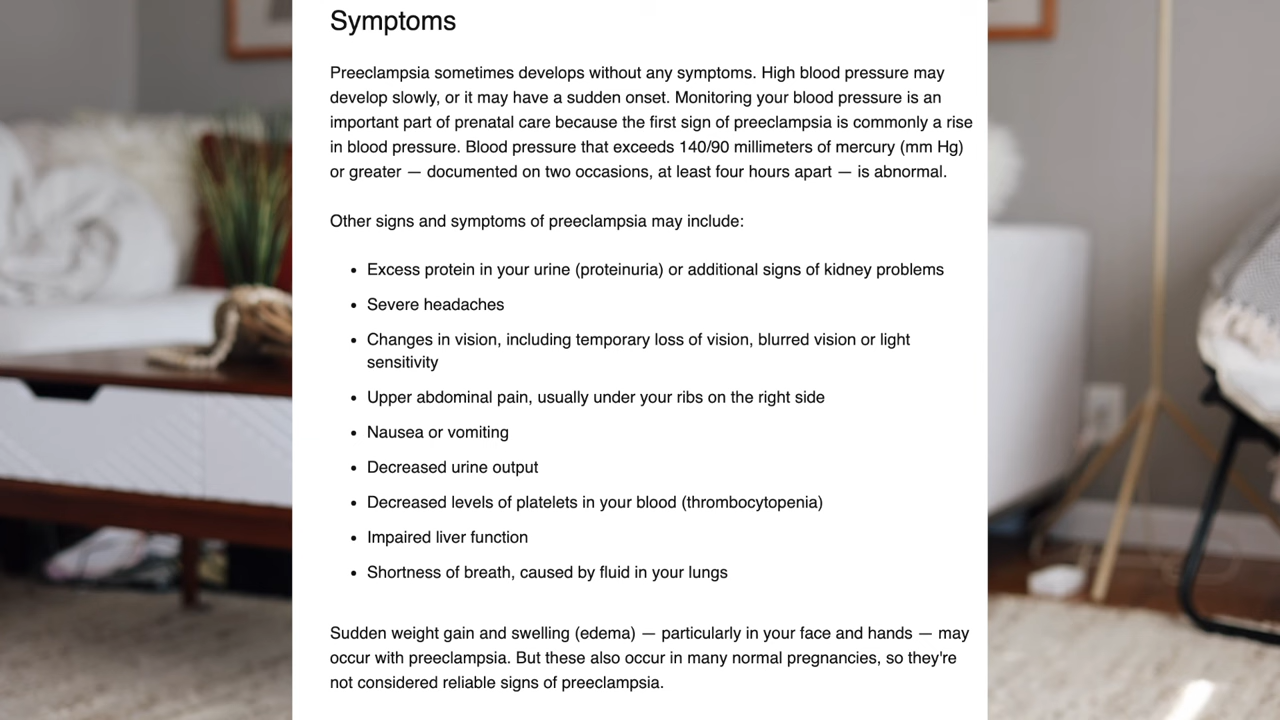 Symptoms
Preeclampsia sometimes develops without any symptoms. High blood pressure may
develop slowly, or it may have a sudden onset. Monitoring your blood pressure is an
important part of prenatal care because the first sign of preeclampsia is commonly a rise
in blood pressure. Blood pressure that exceeds 140/90 millimeters of mercury (mm Hg)
or greater — documented on two occasions, at least four hours apart — is abnormal.
Other signs and symptoms of preeclampsia may include:
• Excess protein in your urine (proteinuria) or additional signs of kidney problems
• Severe headaches
• Changes in vision, including temporary loss of vision, blurred vision or light
sensitivity
• Upper abdominal pain, usually under your ribs on the right side
• Nausea or vomiting
• Decreased urine output
• Decreased levels of platelets in your blood (thrombocytopenia)
• Impaired liver function
• Shortness of breath, caused by fluid in your lungs
Sudden weight gain and swelling (edema) — particularly in your face and hands — may
occur with preeclampsia. But these also occur in many normal pregnancies, so they're
not considered reliable signs of preeclampsia.